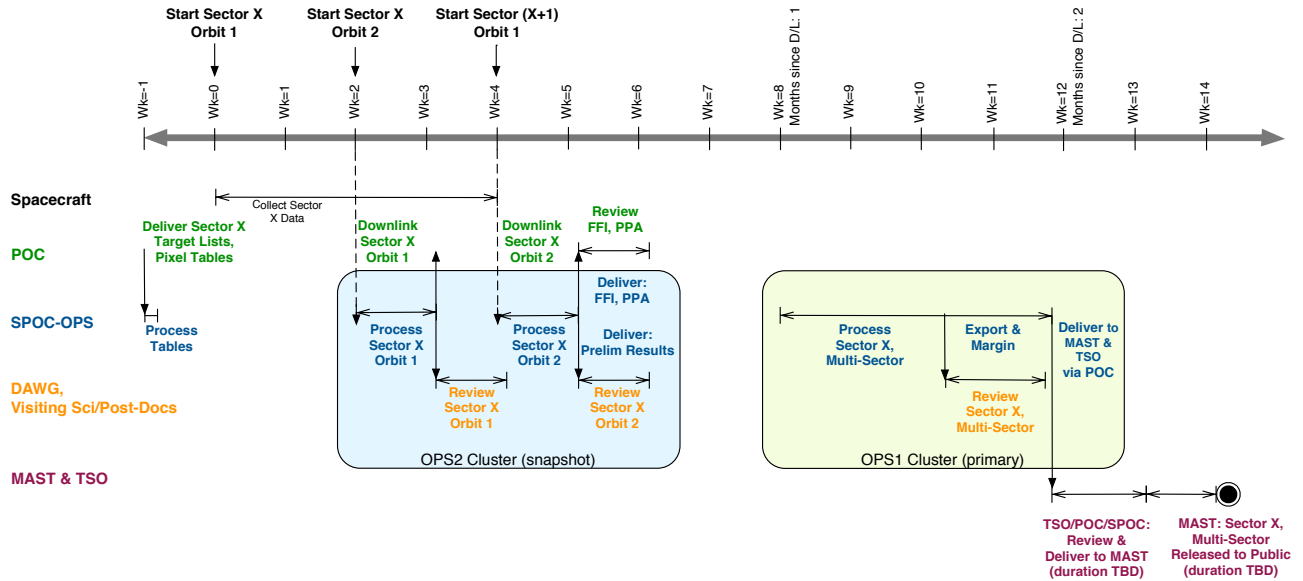 Start Sector X
Orbit 1
Start Sector X
Orbit 2
Start Sector (X+1)
Orbit 1
Wk=-1
Wk=0
Wk=1
Wk=2
Wk=3
Wk=4
Wk=5
Wk=6
Wk=7
Wk=8
Months since D/L: 1
Wk=9
Wk=10
Wk=11
Wk=12
Months since D/L: 2
Wk=13
Wk=14
Spacecraft
Collect Sector
X Data
POC
Deliver Sector X
Target Lists,
Pixel Tables
Downlink
Sector X
Orbit 1
Downlink
Sector X
Orbit 2
Review
FFI, PPA
SPOC-OPS
Process
Tables
Process
Sector X
Orbit 1
Process
Sector X
Orbit 2
Deliver:
FFI, PPA
Deliver:
Prelim Results
Process
Sector X,
Multi-Sector
Export &
Margin
Deliver to
MAST &
TSO
via POC
DAWG,
Visiting Sci/Post-Docs
Review
Sector X
Orbit 1
Review
Sector X
Orbit 2
Review
Sector X,
Multi-Sector
OPS2 Cluster (snapshot)
OPS1 Cluster (primary)
MAST & TSO
TSO/POC/SPOC:
Review &
Deliver to MAST
(duration TBD)
MAST: Sector X,
Multi-Sector
Released to Public
(duration TBD)